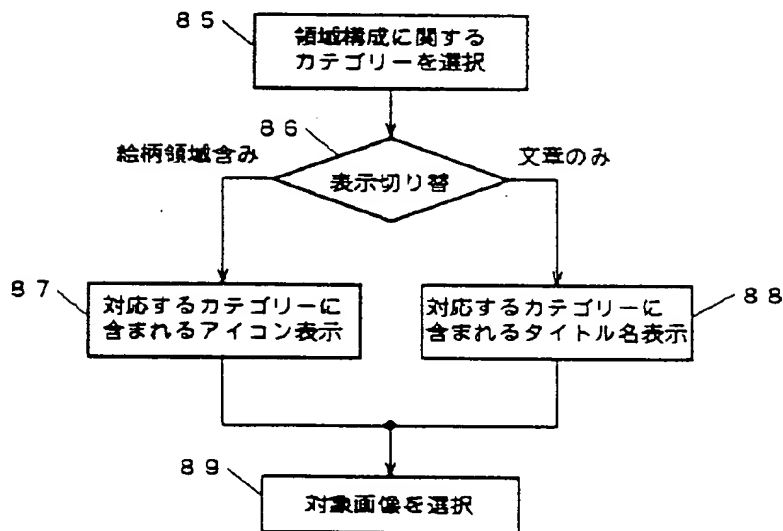 ８５
領域構成に関する
カテゴリーを選択
８６
絵柄領域含み
文章のみ
表示切り替
８７
対応するカテゴリーに
含まれるアイコン表示
８８
対応するカテゴリーに
含まれるタイトル名表示
８９
対象画像を選択